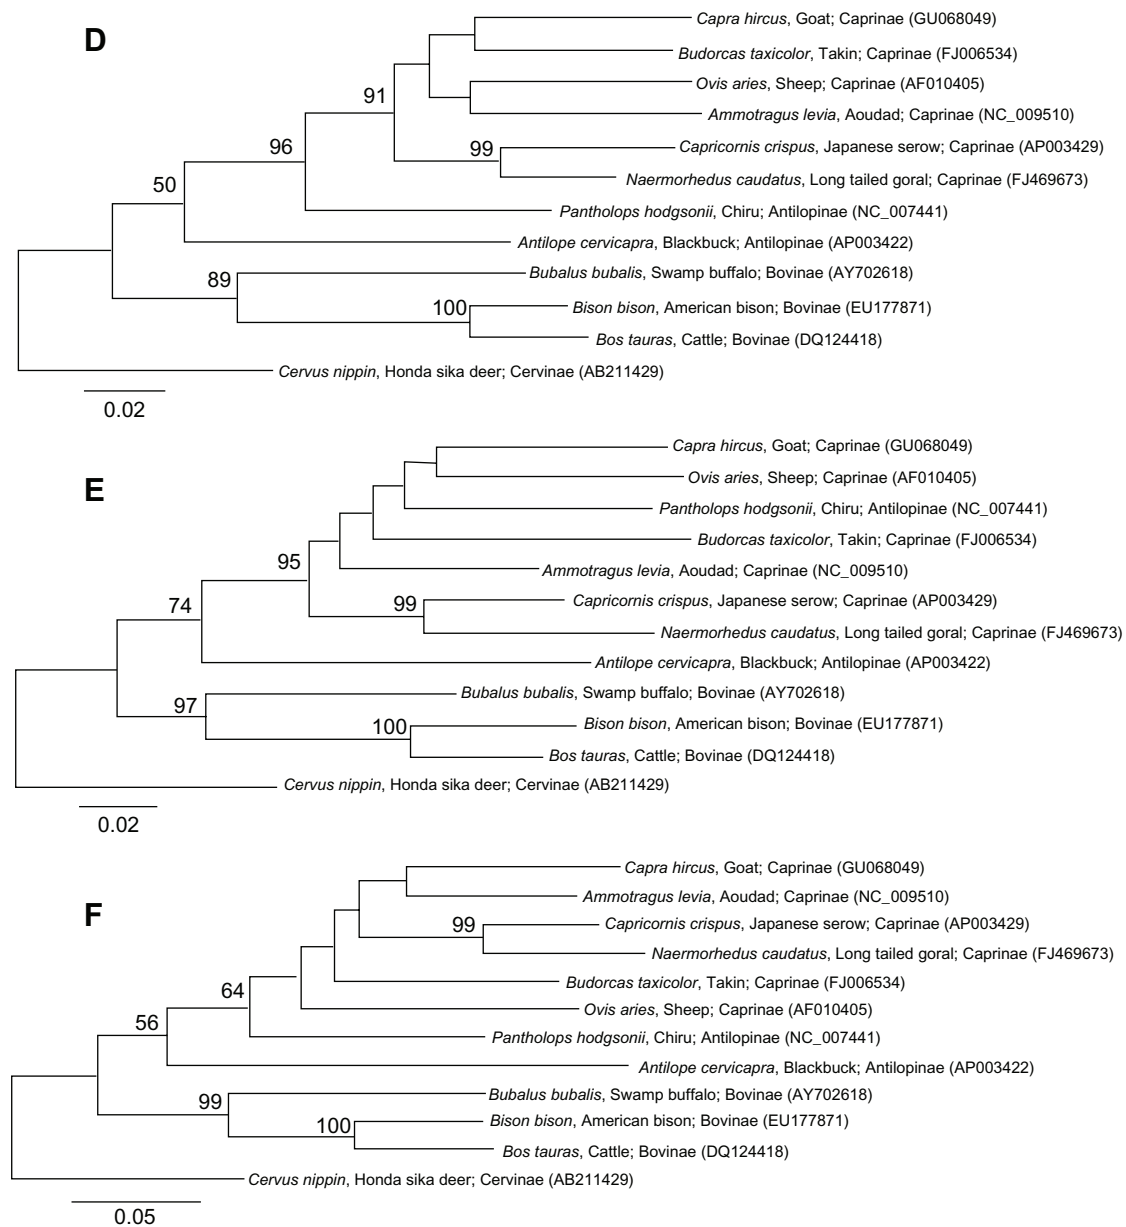 D
Capra hircus, Goat; Caprinae (GU068049)
Budorcas taxicolor, Takin; Caprinae (FJ006534)
Ovis aries, Sheep; Caprinae (AF010405)
91
Ammotragus levia, Aoudad; Caprinae (NC_009510)
96
99
Capricornis crispus, Japanese serow; Caprinae (AP003429)
50
Naermorhedus caudatus, Long tailed goral; Caprinae (FJ469673)
Pantholops hodgsonii, Chiru; Antilopinae (NC_007441)
Antilope cervicapra, Blackbuck; Antilopinae (AP003422)
89
Bubalus bubalis, Swamp buffalo; Bovinae (AY702618)
100
Bison bison, American bison; Bovinae (EU177871)
Bos tauras, Cattle; Bovinae (DQ124418)
Cervus nippin, Honda sika deer; Cervinae (AB211429)
0.02
E
Capra hircus, Goat; Caprinae (GU068049)
Ovis aries, Sheep; Caprinae (AF010405)
Pantholops hodgsonii, Chiru; Antilopinae (NC_007441)
Budorcas taxicolor, Takin; Caprinae (FJ006534)
95
Ammotragus levia, Aoudad; Caprinae (NC_009510)
74
99
Capricornis crispus, Japanese serow; Caprinae (AP003429)
Naermorhedus caudatus, Long tailed goral; Caprinae (FJ469673)
Antilope cervicapra, Blackbuck; Antilopinae (AP003422)
97
Bubalus bubalis, Swamp buffalo; Bovinae (AY702618)
100
Bison bison, American bison; Bovinae (EU177871)
Bos tauras, Cattle; Bovinae (DQ124418)
Cervus nippin, Honda sika deer; Cervinae (AB211429)
0.02
F
Capra hircus, Goat; Caprinae (GU068049)
Ammotragus levia, Aoudad; Caprinae (NC_009510)
99
Capricornis crispus, Japanese serow; Caprinae (AP003429)
Naermorhedus caudatus, Long tailed goral; Caprinae (FJ469673)
64
Budorcas taxicolor, Takin; Caprinae (FJ006534)
56
Ovis aries, Sheep; Caprinae (AF010405)
Pantholops hodgsonii, Chiru; Antilopinae (NC_007441)
Antilope cervicapra, Blackbuck; Antilopinae (AP003422)
99
Bubalus bubalis, Swamp buffalo; Bovinae (AY702618)
100
Bison bison, American bison; Bovinae (EU177871)
Bos tauras, Cattle; Bovinae (DQ124418)
Cervus nippin, Honda sika deer; Cervinae (AB211429)
0.05